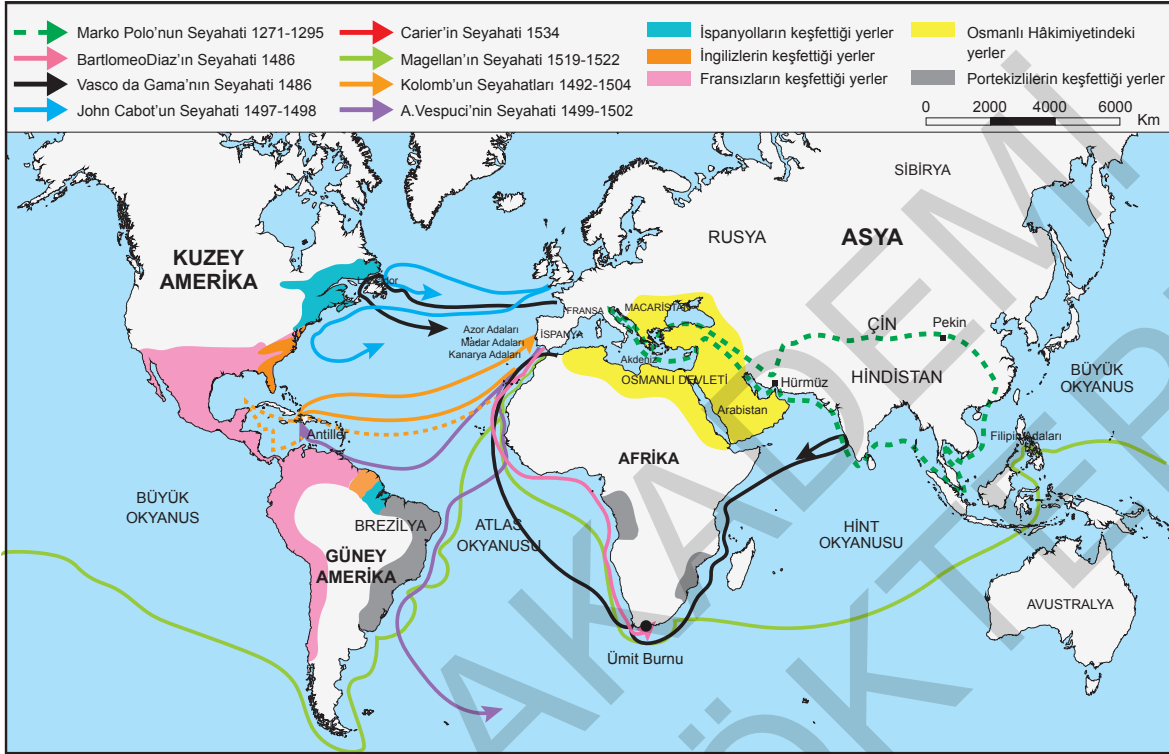 Marko Polo'nun Seyahati 1271-1295
BartlomeoDiaz'ın Seyahati 1486
Vasco da Gama'nın Seyahati 1486
John Cabot'un Seyahati 1497-1498
Carier'in Seyahati 1534
Magellan'ın Seyahati 1519-1522
Kolomb'un Seyahatları 1492-1504
A.Vespuci'nin Seyahati 1499-1502
İspanyolların keşfettiği yerler
İngilizlerin keşfettiği yerler
Fransızların keşfettiği yerler
Osmanlı Hâkimiyetindeki
yerler
Portekizlilerin keşfettiği yerler
0 2000 4000 6000
Km
SİBİRYA
RUSYA
ASYA
KUZEY
AMERİKA
FRANSA
MACARİSTAN
ÇİN
Pekin
Azor Adaları
Madar Adaları
Kanarya Adaları
İSPANYA
Akdeniz
OSMANLI DEVLETİ
Hürmüz
HİNDİSTAN
BÜYÜK
OKYANUS
Arabistan
Antiller
Filipin Adaları
AFRİKA
BÜYÜK
OKYANUS
BREZİLYA
ATLAS
OKYANUSU
HİNT
OKYANUSU
GÜNEY
AMERİKA
AVUSTRALYA
Ümit Burnu
AKADEMİ